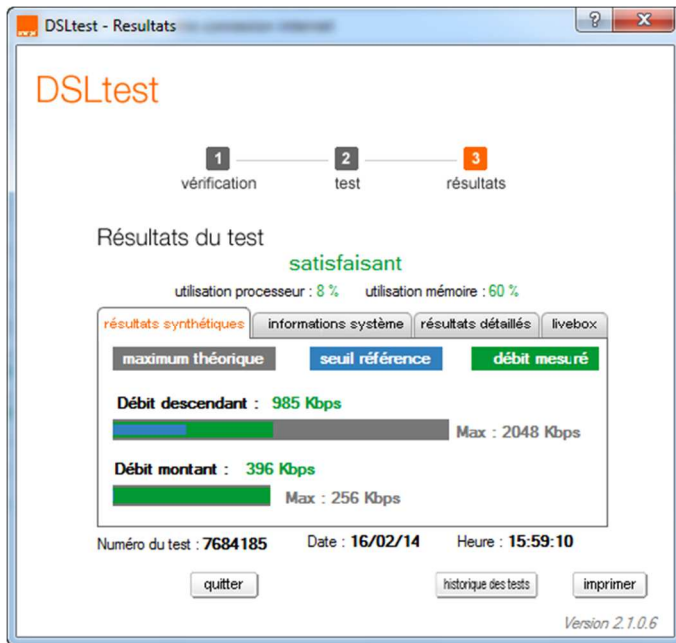 DSLtest - Resultats
DSLtest
1 2 3
vérification test résultats
Résultats du test
satisfaisant
utilisation processeur : 8 % utilisation mémoire : 60 %
résultats synthétiques informations système résultats détaillés livebox
maximum théorique seuil référence débit mesuré
Débit descendant : 985 Kbps
Max : 2048 Kbps
Débit montant : 396 Kbps
Max : 256 Kbps
Numéro du test : 7684185 Date : 16/02/14 Heure : 15:59:10
quitter historique des tests imprimer
Version 2.1.0.6